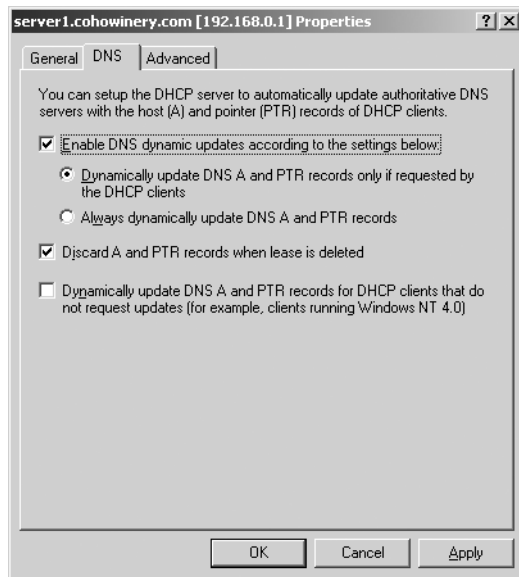 server1.cohowinery.com [192.168.0.1] Properties
? X
General DNS Advanced
You can setup the DHCP server to automatically update authoritative DNS
servers with the host (A) and pointer (PTR) records of DHCP clients.
Enable DNS dynamic updates according to the settings below:
Dynamically update DNS A and PTR records only if requested by
the DHCP clients
Always dynamically update DNS A and PTR records
Discard A and PTR records when lease is deleted
Dynamically update DNS A and PTR records for DHCP clients that do
not request updates (for example, clients running Windows NT 4.0)
OK Cancel Apply